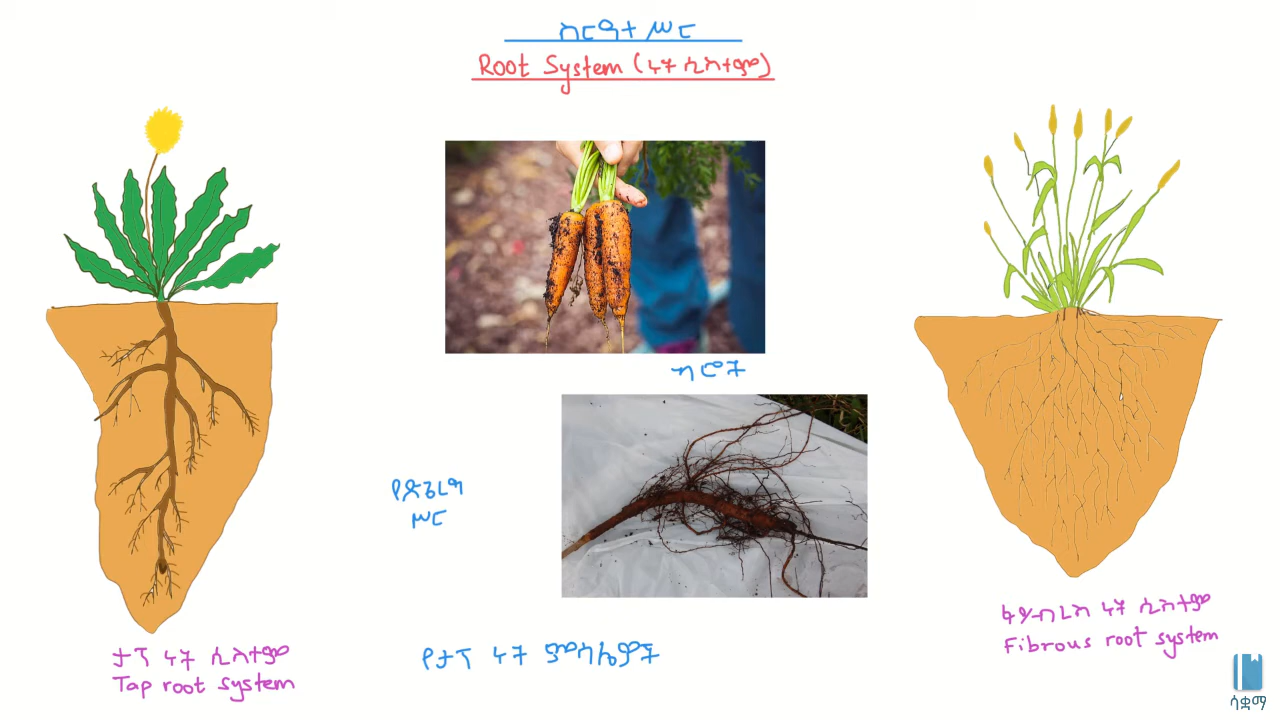 ስርዓተ ሥር
Root System (ሩት ሲስተም)
ካሮት
የድፊረግ
ሥር
ታፕ ሩት ሲስተም
Tap root system
የታፕ ሩት ምሳሌዎች
ፋይብረስ ሩት ሲስተም
Fibrous root system
ሳቋማ